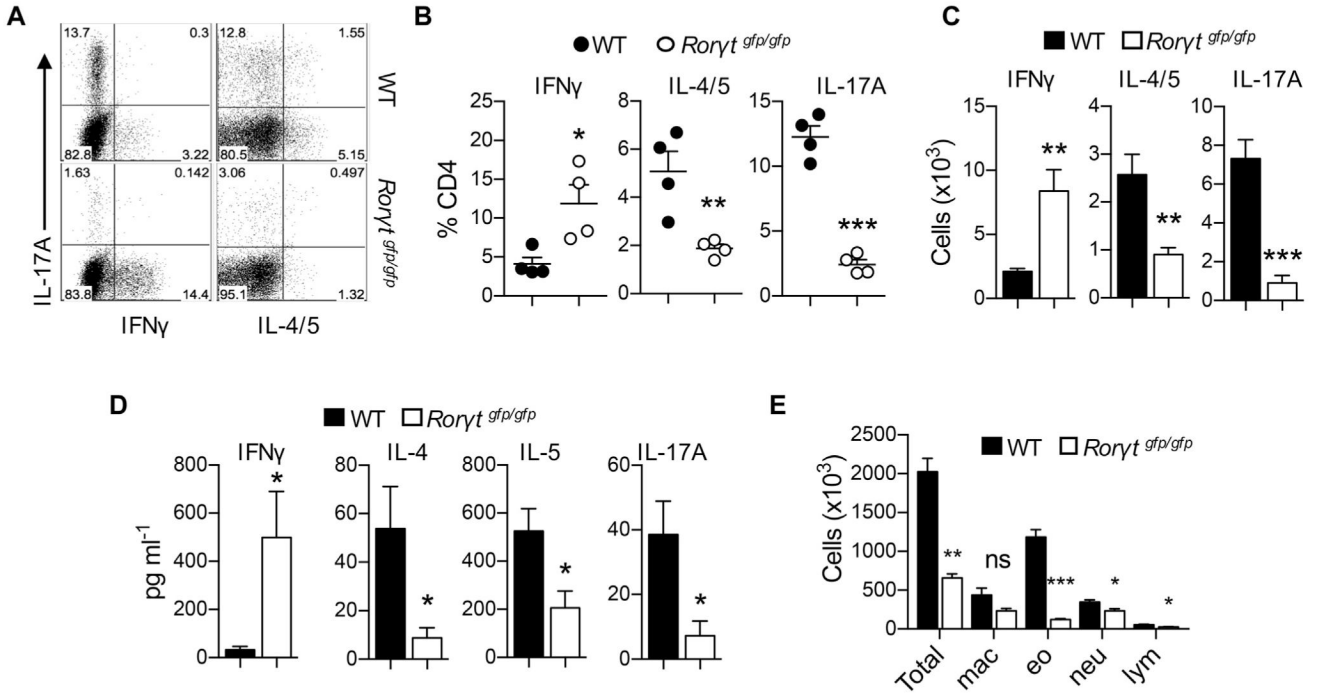 A
13.7 0.3 12.8 1.55
WT
82.8 3.22 80.5 5.15
1.63 0.142 3.06 0.497
Rorγt gfp/gfp
83.8 14.4 95.1 1.32
IL-17A
IFNγ IL-4/5
B
WT Rorγt gfp/gfp
IFNγ IL-4/5 IL-17A
% CD4
25
20
15
10
5
0
8
6
4
2
0
15
10
5
0
* ** ***
C
WT Rorγt gfp/gfp
IFNγ IL-4/5 IL-17A
Cells (x10³)
15
10
5
0
4
3
2
1
0
10
8
6
4
2
0
** ** ***
D
WT Rorγt gfp/gfp
IFNγ IL-4 IL-5 IL-17A
pg ml⁻¹
800
600
400
200
0
80
60
40
20
0
800
600
400
200
0
60
40
20
0
* * * *
E
WT Rorγt gfp/gfp
Cells (x10³)
2500
2000
1500
1000
500
0
** ns *** * *
Total mac eo neu lym